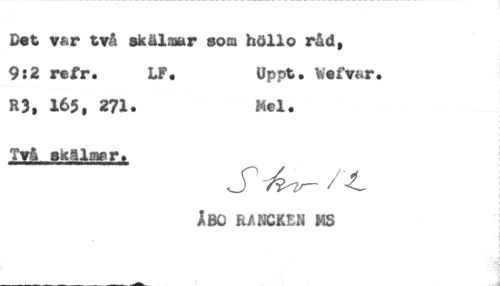 Det var två skälmar som höllo råd,
9:2 refr. LF. Uppt. Wefvar.
R3, 165, 271. Mel.
Två skälmar.
Skv 12
ÅBO RANCKEN MS